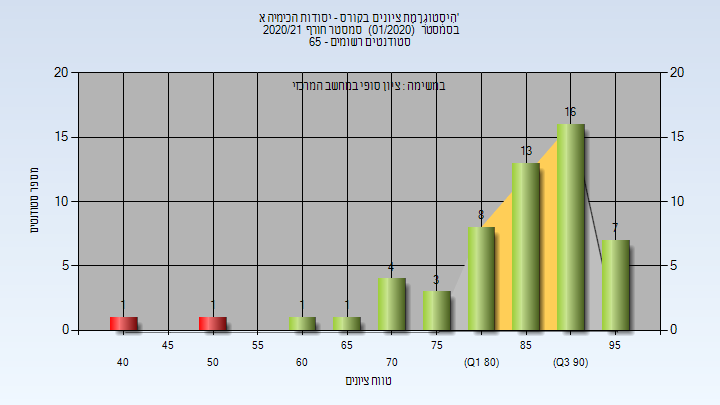 היסטוגרמת ציונים בקורס - יסודות הכימיה א'
בסמסטר (01/2020) סמסטר חורף 2020/21
סטודנטים רשומים - 65
במשימה : ציון סופי במחשב המרכזי
20 20
15 15
10 10
5 5
0 0
מספר סטודנטים
1 1 1 1 4 3 8 13 16 7
45 55 65 75 85 95
40 50 60 70 (Q1 80) (Q3 90)
טווח ציונים